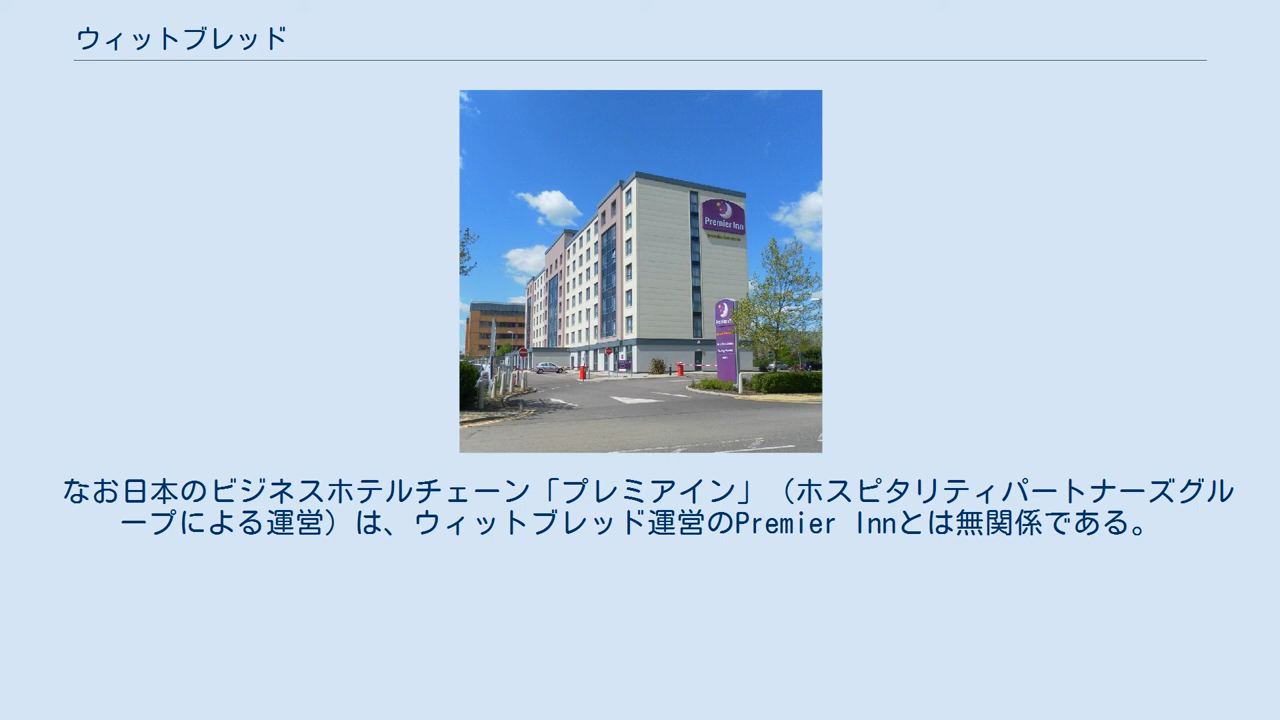 ウィットブレッド
Premier Inn
Premier Inn
なお日本のビジネスホテルチェーン「プレミアイン」（ホスピタリティパートナーズグル
ープによる運営）は、ウィットブレッド運営のPremier Innとは無関係である。